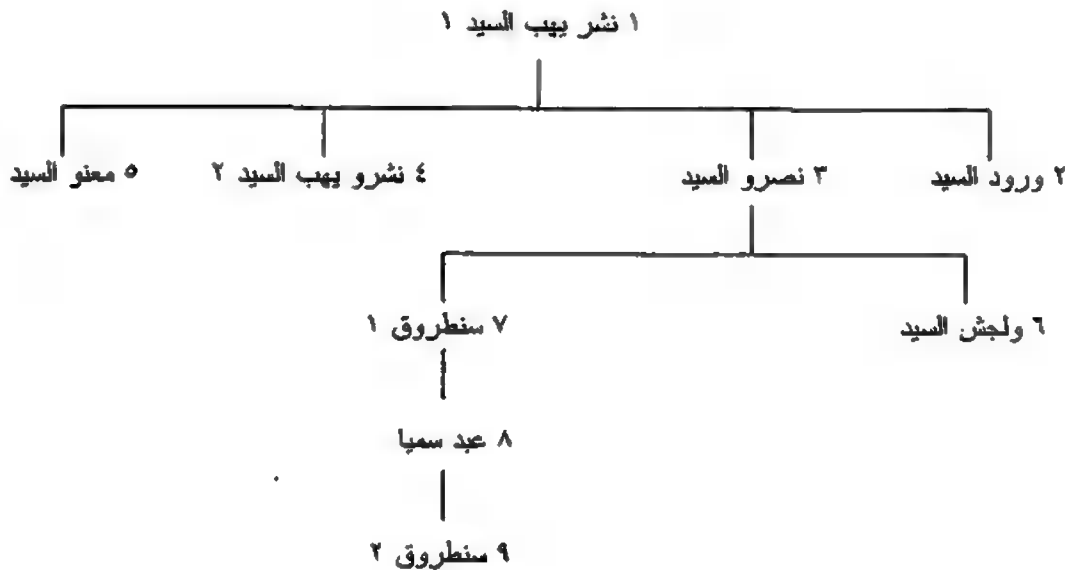 ١ نشر يهب السيد ١
٢ ورود السيد
٣ نصرو السيد
٤ نشرو يهب السيد ٢
٥ معنو السيد
٦ ولجش السيد
٧ سنطروق ١
٨ عبد سميا
٩ سنطروق ٢